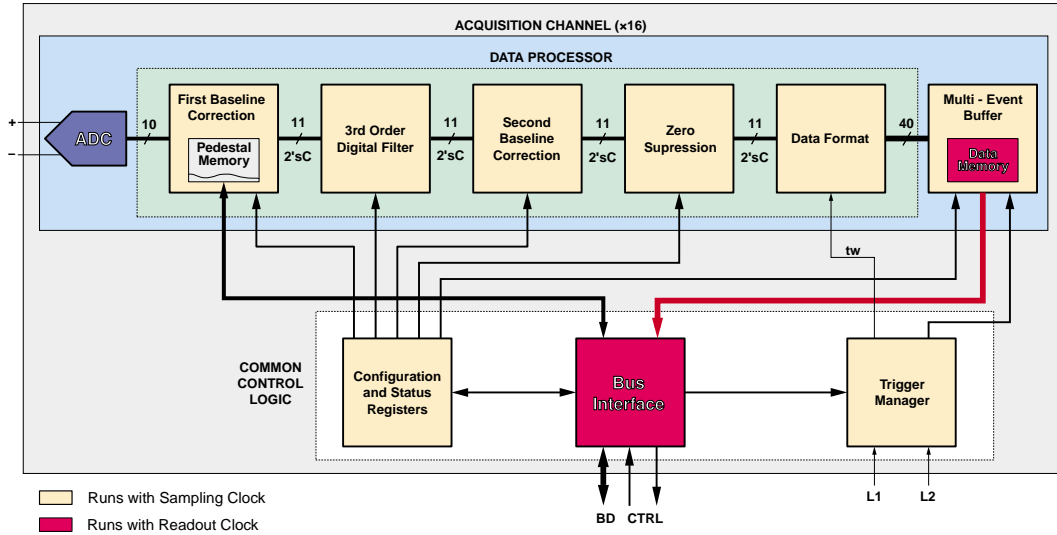 ACQUISITION CHANNEL (×16)
DATA PROCESSOR
+
−
ADC
10
First Baseline
Correction
Pedestal
Memory
11
2'sC
3rd Order
Digital Filter
11
2'sC
Second
Baseline
Correction
11
2'sC
Zero
Supression
11
2'sC
Data Format
40
Multi - Event
Buffer
Data
Memory
tw
COMMON
CONTROL
LOGIC
Configuration
and Status
Registers
Bus
Interface
Trigger
Manager
BD
CTRL
L1
L2
Runs with Sampling Clock
Runs with Readout Clock